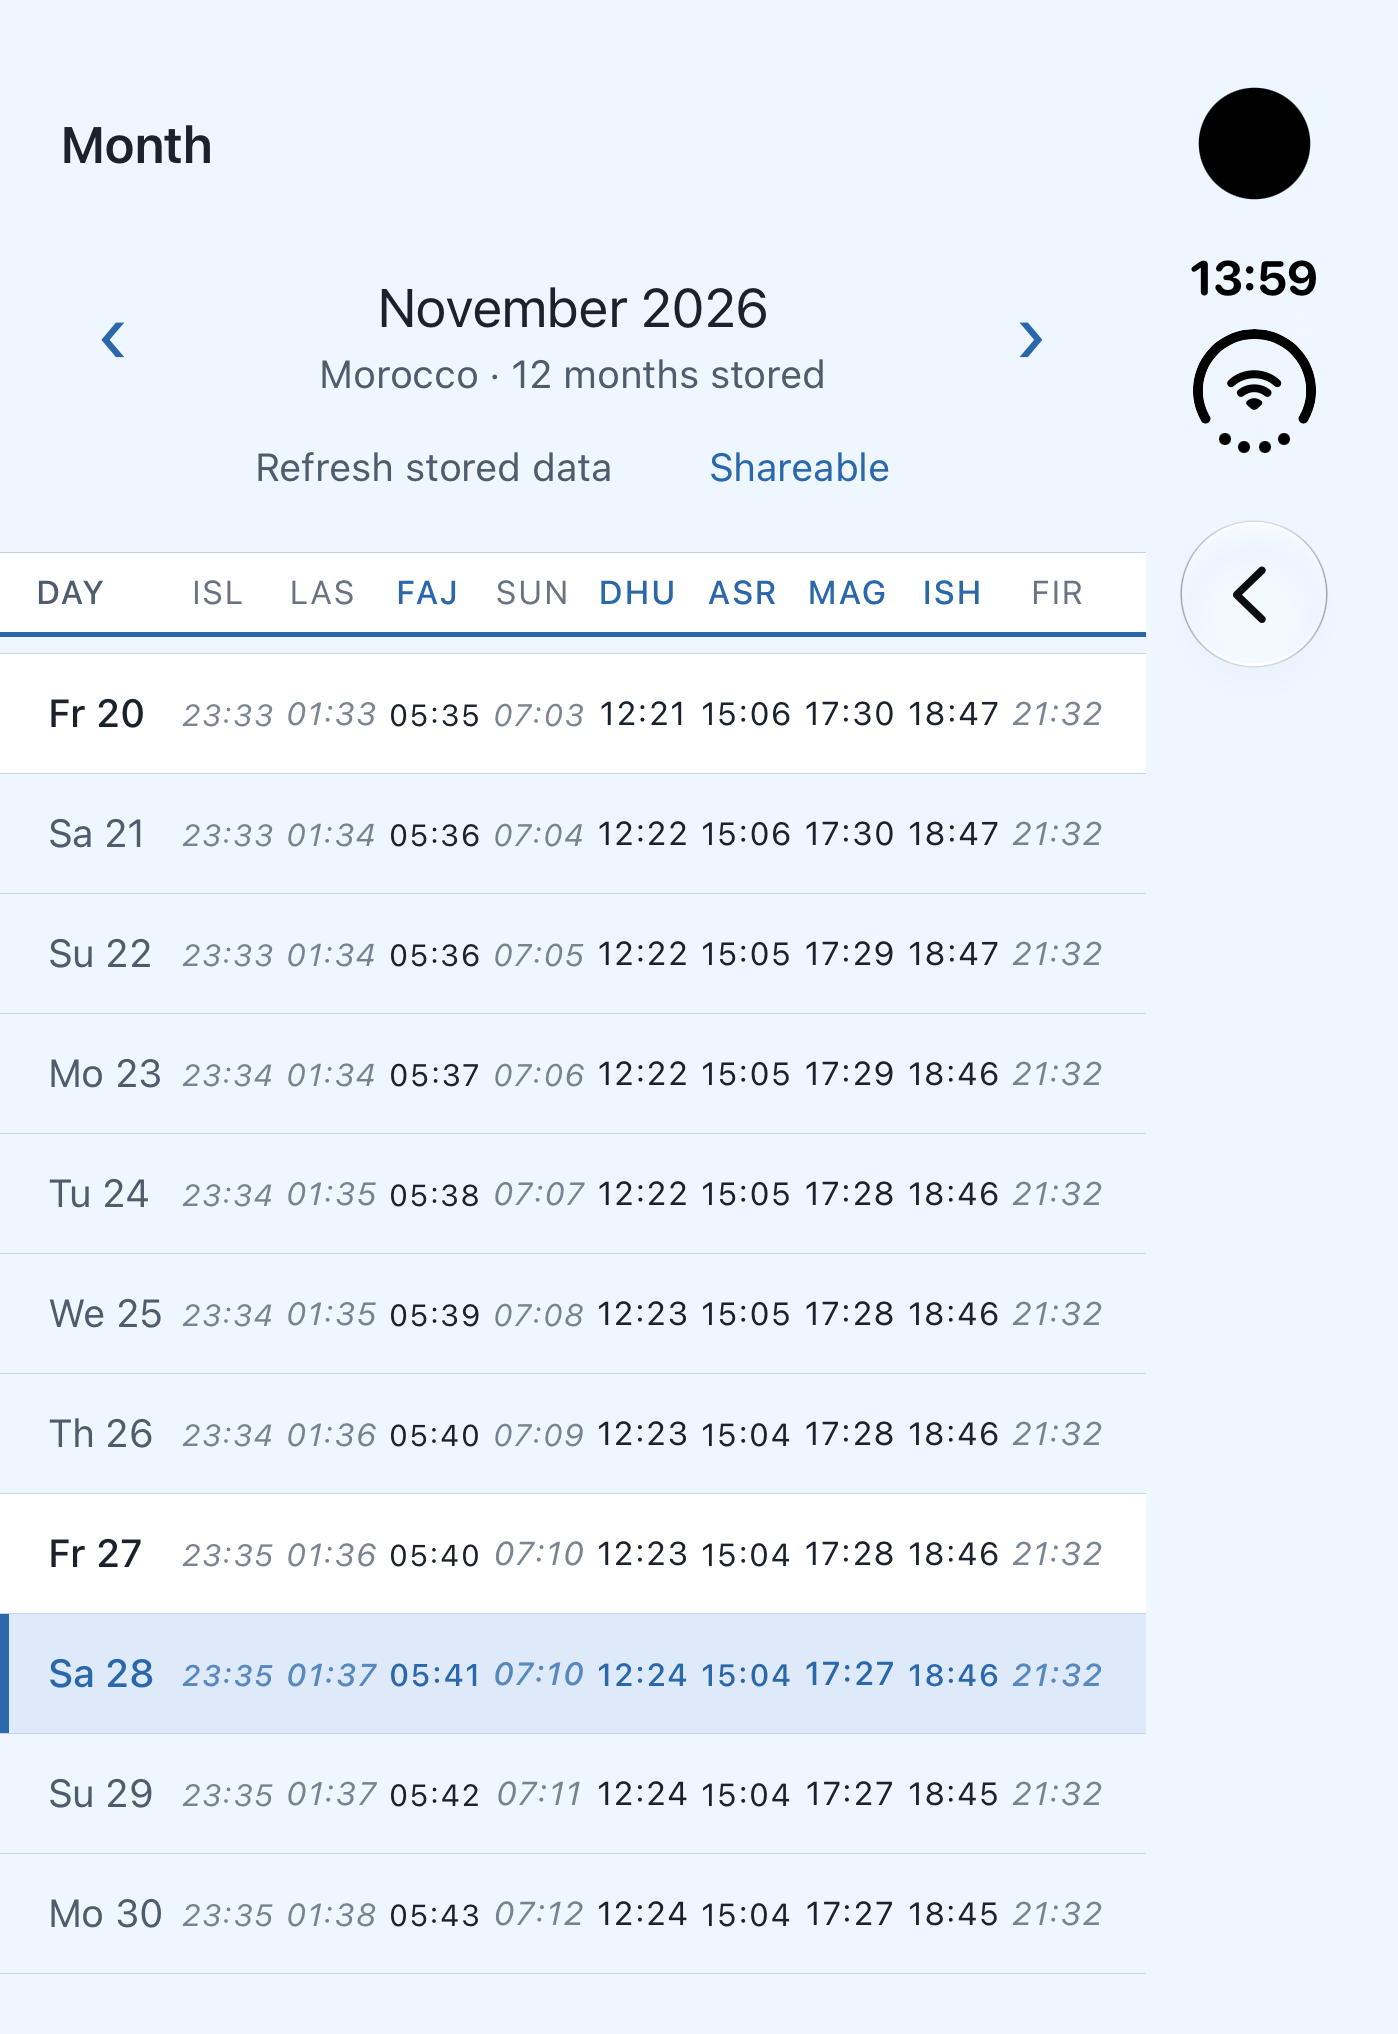 Month
13:59
‹ November 2026 ›
Morocco · 12 months stored
Refresh stored data Shareable
DAY ISL LAS FAJ SUN DHU ASR MAG ISH FIR
Fr 20 23:33 01:33 05:35 07:03 12:21 15:06 17:30 18:47 21:32
Sa 21 23:33 01:34 05:36 07:04 12:22 15:06 17:30 18:47 21:32
Su 22 23:33 01:34 05:36 07:05 12:22 15:05 17:29 18:47 21:32
Mo 23 23:34 01:34 05:37 07:06 12:22 15:05 17:29 18:46 21:32
Tu 24 23:34 01:35 05:38 07:07 12:22 15:05 17:28 18:46 21:32
We 25 23:34 01:35 05:39 07:08 12:23 15:05 17:28 18:46 21:32
Th 26 23:34 01:36 05:40 07:09 12:23 15:04 17:28 18:46 21:32
Fr 27 23:35 01:36 05:40 07:10 12:23 15:04 17:28 18:46 21:32
Sa 28 23:35 01:37 05:41 07:10 12:24 15:04 17:27 18:46 21:32
Su 29 23:35 01:37 05:42 07:11 12:24 15:04 17:27 18:45 21:32
Mo 30 23:35 01:38 05:43 07:12 12:24 15:04 17:27 18:45 21:32